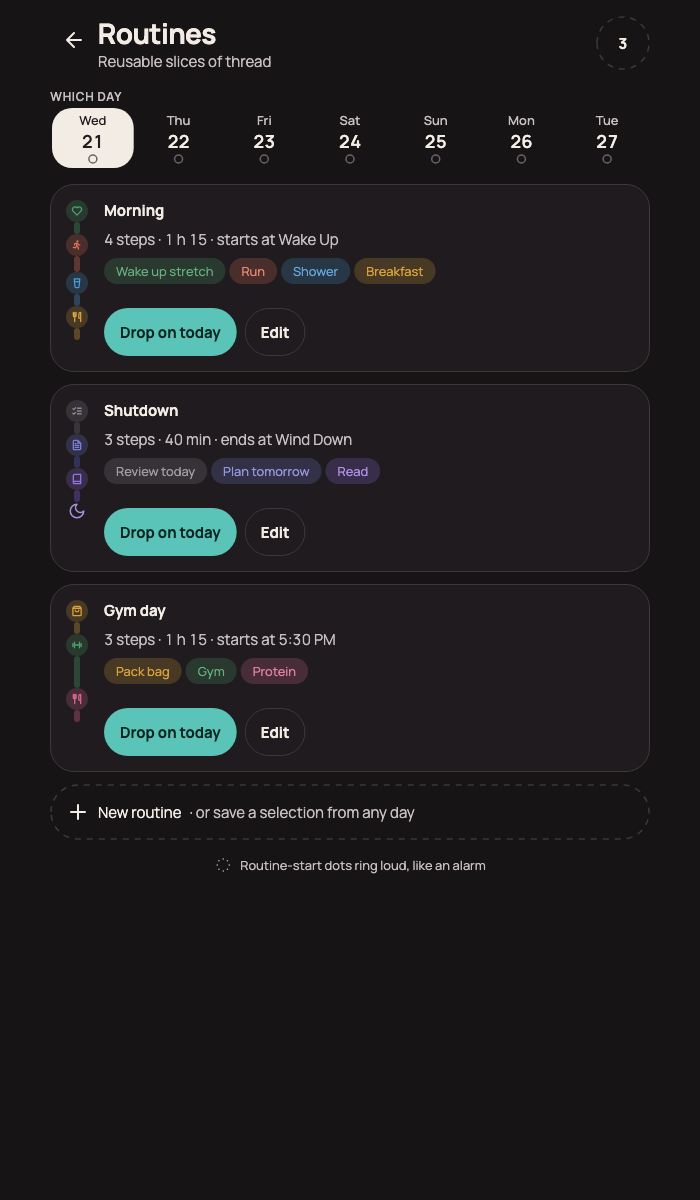 Routines
Reusable slices of thread
3
WHICH DAY
Wed Thu Fri Sat Sun Mon Tue
21 22 23 24 25 26 27
Morning
4 steps · 1 h 15 · starts at Wake Up
Wake up stretch Run Shower Breakfast
Drop on today Edit
Shutdown
3 steps · 40 min · ends at Wind Down
Review today Plan tomorrow Read
Drop on today Edit
Gym day
3 steps · 1 h 15 · starts at 5:30 PM
Pack bag Gym Protein
Drop on today Edit
New routine · or save a selection from any day
Routine-start dots ring loud, like an alarm